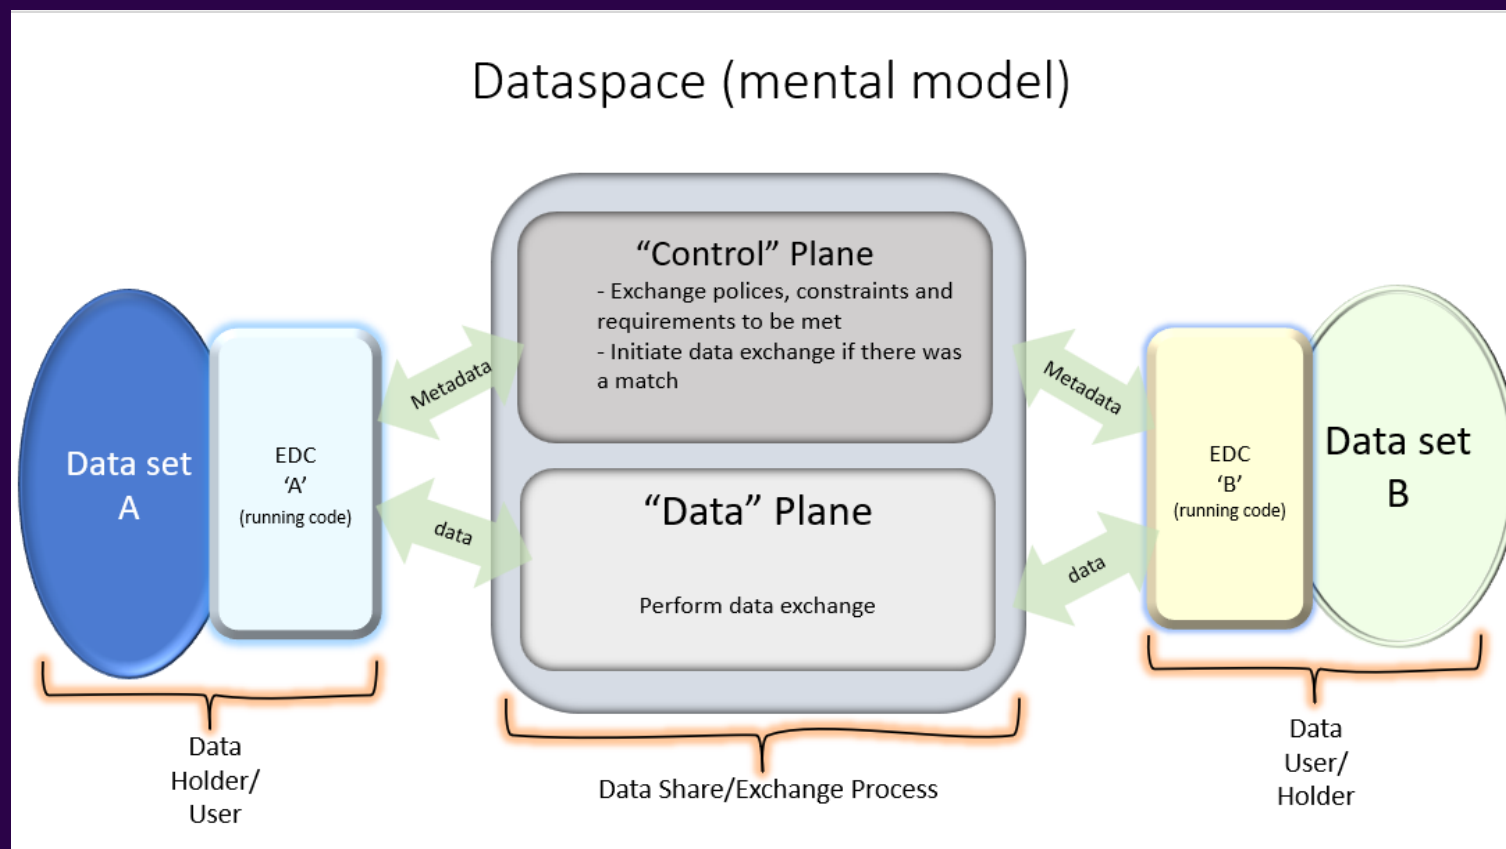 Dataspace (mental model)
“Control” Plane
- Exchange polices, constraints and
requirements to be met
- Initiate data exchange if there was
a match
Metadata
Metadata
Data set
A
EDC
‘A’
(running code)
EDC
‘B’
(running code)
Data set
B
data
“Data” Plane
Perform data exchange
data
Data
Holder/
User
Data Share/Exchange Process
Data
User/
Holder